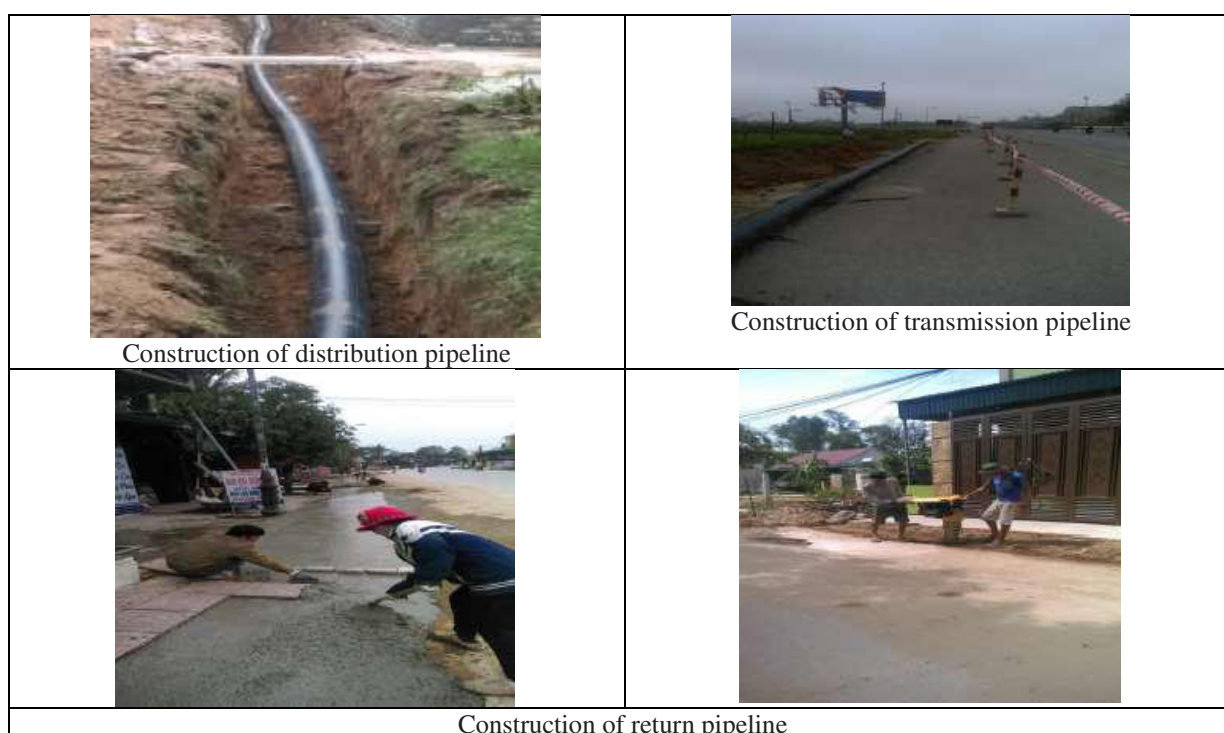 Construction of distribution pipeline
Construction of transmission pipeline
Construction of return pipeline